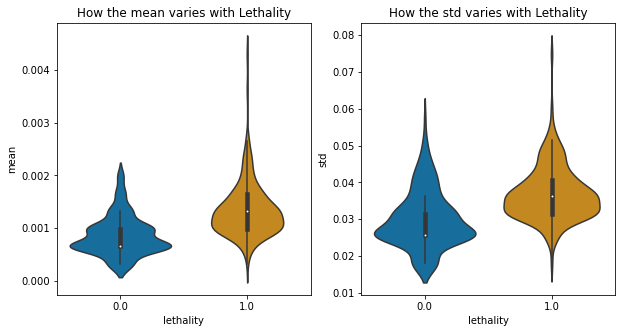 How the mean varies with Lethality
mean
0.004
0.003
0.002
0.001
0.000
0.0
1.0
lethality
How the std varies with Lethality
std
0.08
0.07
0.06
0.05
0.04
0.03
0.02
0.01
0.0
1.0
lethality